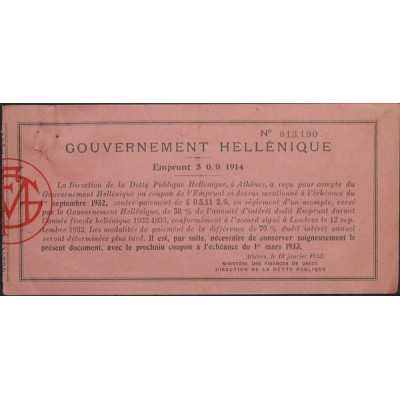 N° 013.190
GOUVERNEMENT HELLÉNIQUE
Emprunt 5 0/0 1914
La Direction de la Dette Publique Hellénique, à Athènes, a reçu pour compte du
Gouvernement Hellénique un coupon de l'Emprunt ci-dessus mentionné à l'échéance du
septembre 1932, contre paiement de £ 0.5.11 2/6, en règlement d'un acompte, versé
par le Gouvernement Hellénique, de 30 % de l'annuité d'intérêt dudit Emprunt durant
l'année fiscale hellénique 1932-1933, conformément à l'accord signé à Londres le 12 sep-
tembre 1932. Les modalités de paiement de la différence de 70 % dudit intérêt annuel
seront déterminées plus tard. Il est, par suite, nécessaire de conserver soigneusement le
présent document, avec le prochain coupon à l'échéance du 1er mars 1933.
Athènes, le 18 janvier
MINISTÈRE DES FINANCES DE GRÈCE
DIRECTION DE LA DETTE PUBLIQUE